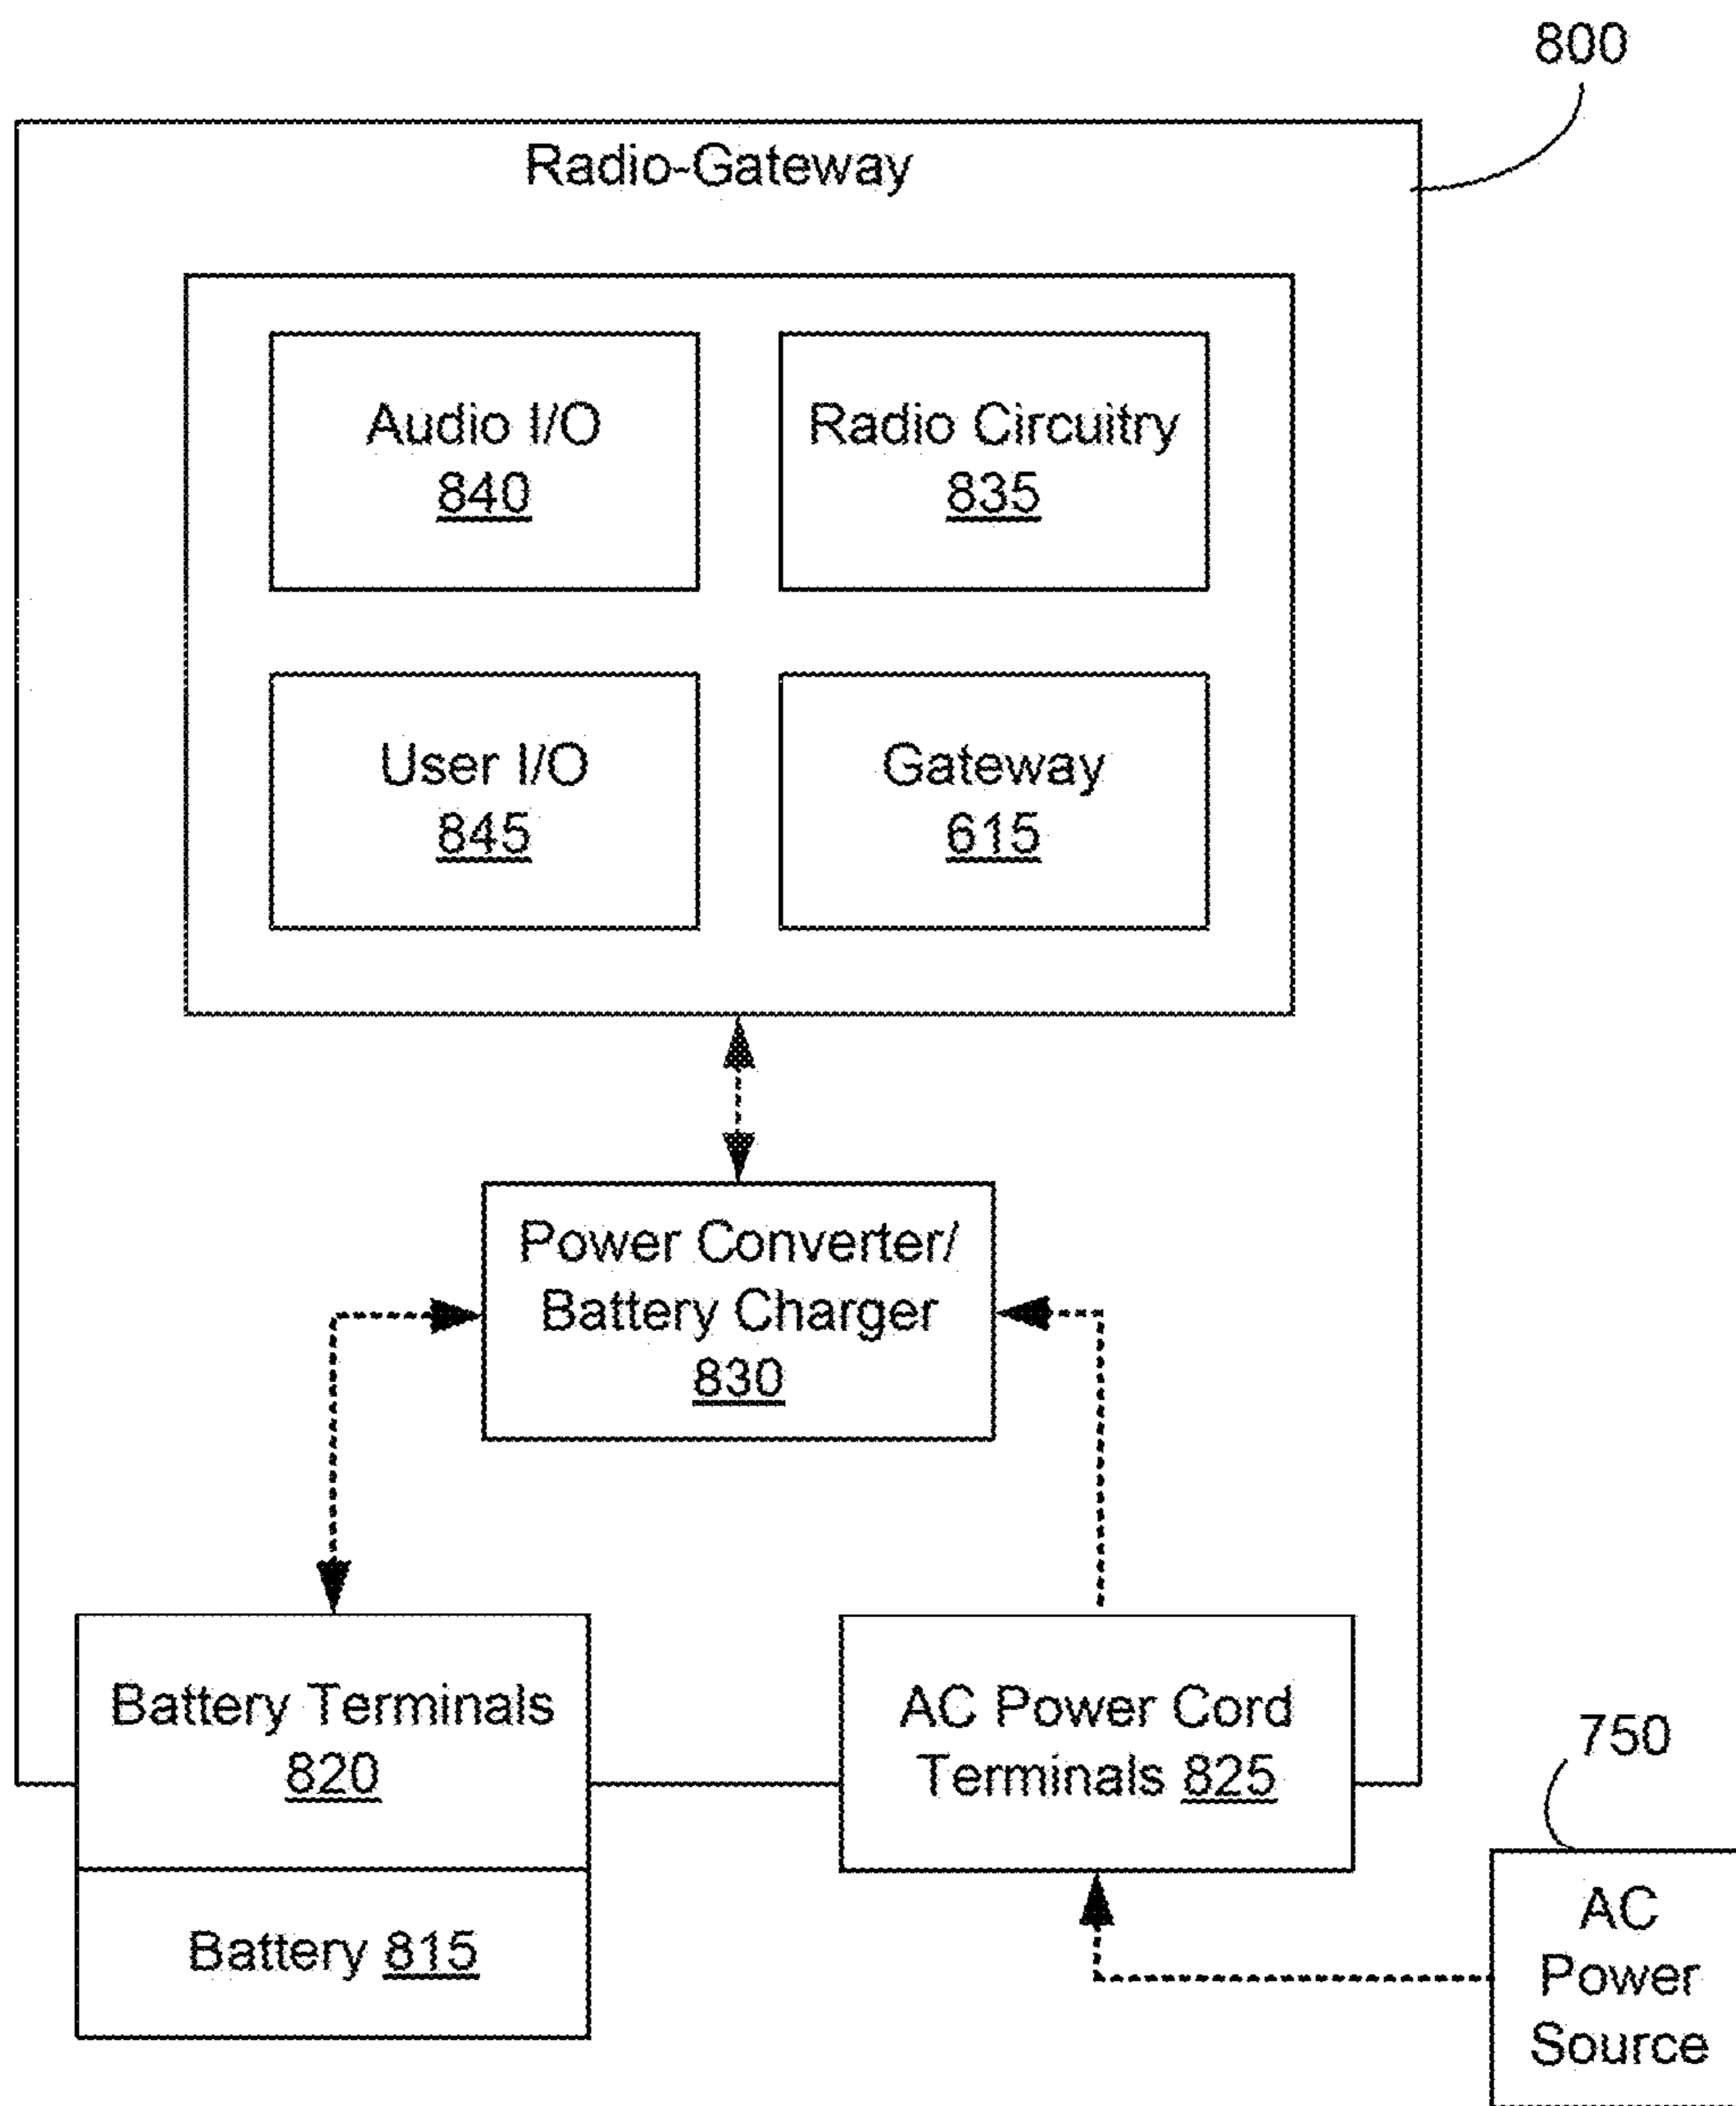 800
Radio-Gateway
Audio I/O
840
Radio Circuitry
835
User I/O
845
Gateway
615
Power Converter/
Battery Charger
830
Battery Terminals
820
AC Power Cord
Terminals 825
750
Battery 815
AC
Power
Source